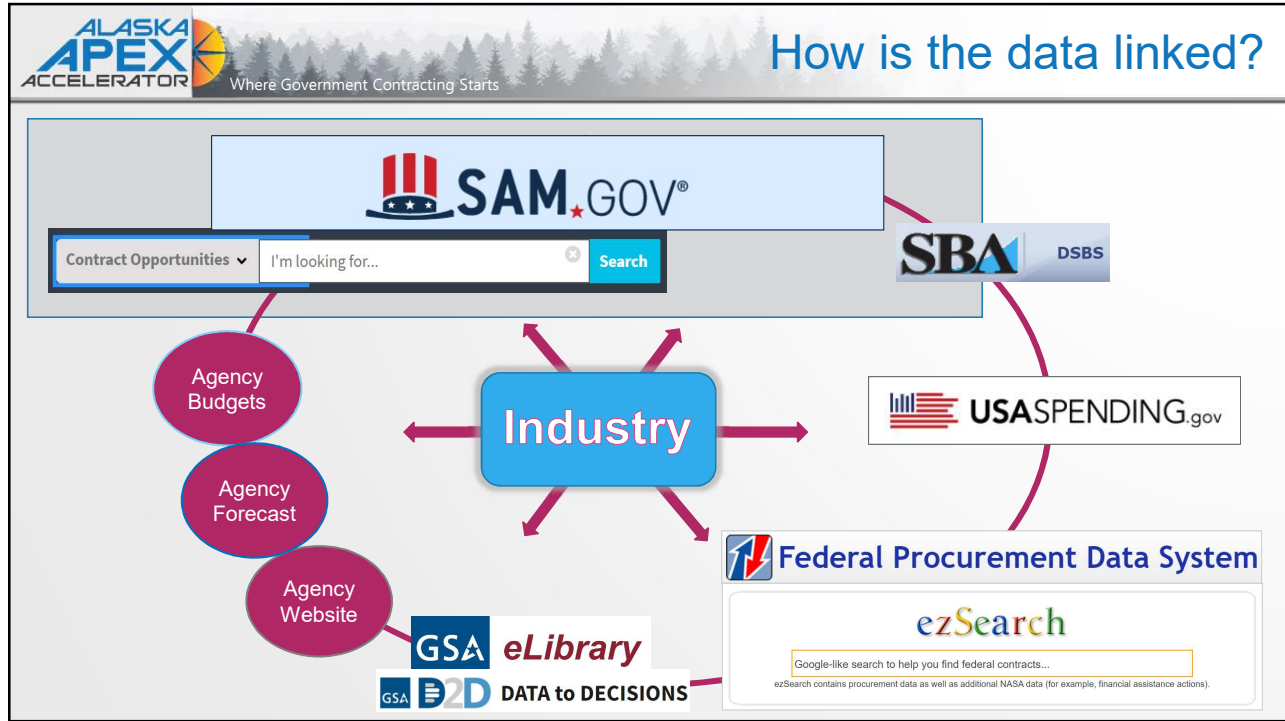 ALASKA
APEX
ACCELERATOR
Where Government Contracting Starts
How is the data linked?
SAM.GOV®
Contract Opportunities
I'm looking for...
Search
SBA DSBS
Agency
Budgets
Industry
USASPENDING.gov
Agency
Forecast
Agency
Website
Federal Procurement Data System
ezSearch
Google-like search to help you find federal contracts...
ezSearch contains procurement data as well as additional NASA data (for example, financial assistance actions).
GSA eLibrary
GSA D2D DATA to DECISIONS